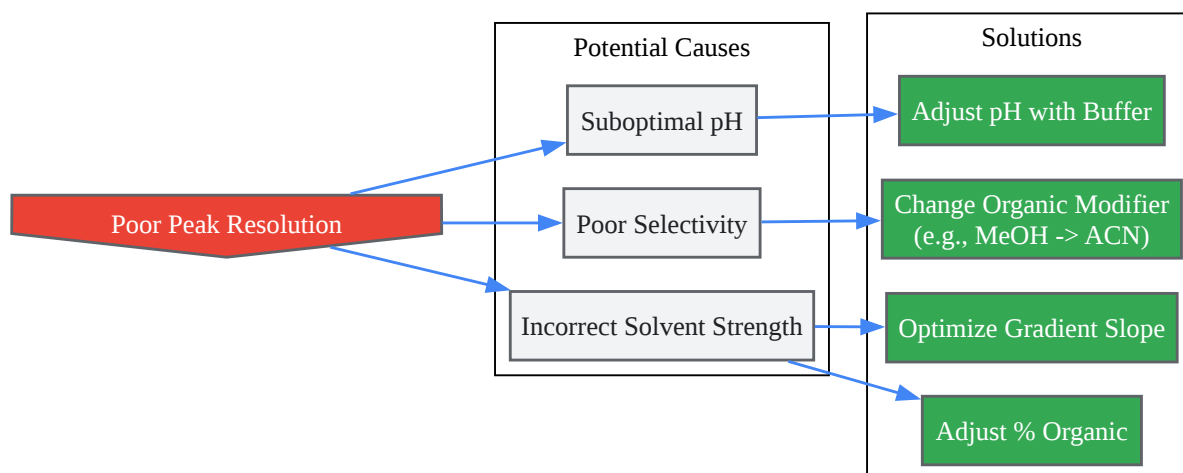 Potential Causes
Solutions
Suboptimal pH
Adjust pH with Buffer
Poor Peak Resolution
Poor Selectivity
Change Organic Modifier
(e.g., MeOH -> ACN)
Incorrect Solvent Strength
Optimize Gradient Slope
Adjust % Organic